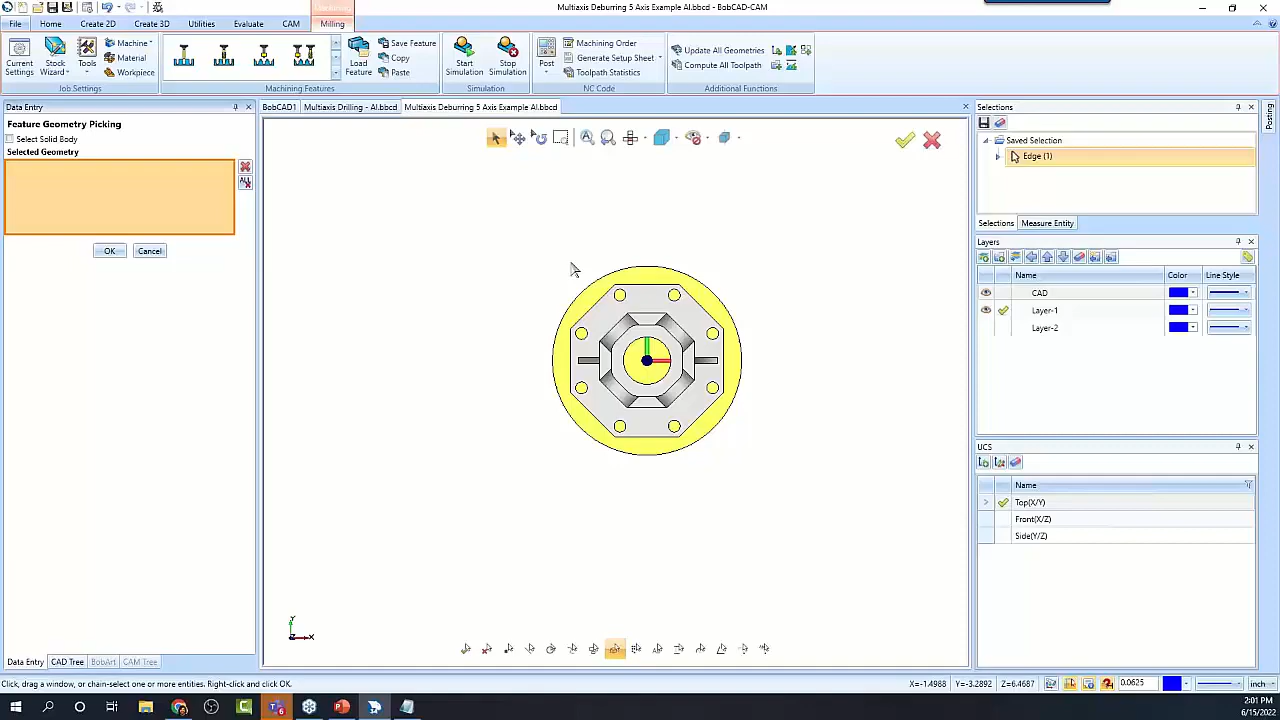 Multiaxis Deburring 5 Axis Example AI.bbcd - BobCAD-CAM
Machining
File Home Create 2D Create 3D Utilities Evaluate CAM Milling
Current Settings
Stock Wizard
Tools
Machine
Material
Workpiece
Load Feature
Save Feature
Copy
Paste
Start Simulation
Stop Simulation
Post
Machining Order
Generate Setup Sheet
Toolpath Statistics
Update All Geometries
Compute All Toolpath
Job Settings Machining Features Simulation NC Code Additional Functions
Data Entry
Feature Geometry Picking
Select Solid Body
Selected Geometry
ALL
OK Cancel
BobCAD1 Multiaxis Drilling - AI.bbcd Multiaxis Deburring 5 Axis Example AI.bbcd
Y
Z X
Selections
Saved Selection
Edge (1)
Selections Measure Entity
Layers
Name Color Line Style
CAD
Layer-1
Layer-2
UCS
Name
Top(X/Y)
Front(X/Z)
Side(Y/Z)
Posting
Data Entry CAD Tree BobArt CAM Tree
Click, drag a window, or chain-select one or more entities. Right-click and click OK.
X=-1.4988 Y=-3.2892 Z=6.4687 0.0625 inch
2:01 PM
6/15/2022